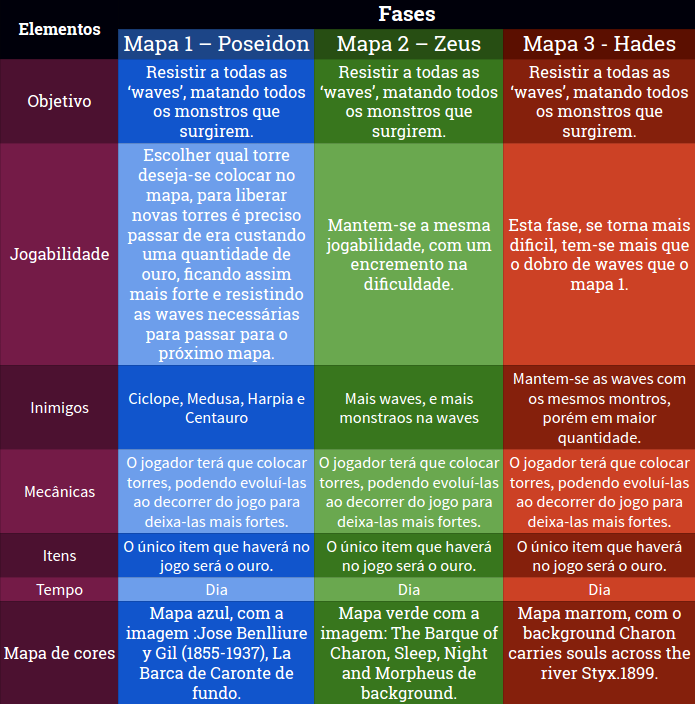 Elementos
Fases
Mapa 1 – Poseidon
Mapa 2 – Zeus
Mapa 3 - Hades
Objetivo
Resistir a todas as
‘waves’, matando todos
os monstros que
surgirem.
Resistir a todas as
‘waves’, matando todos
os monstros que
surgirem.
Resistir a todas as
‘waves’, matando todos
os monstros que
surgirem.
Jogabilidade
Escolher qual torre
deseja-se colocar no
mapa, para liberar
novas torres é preciso
passar de era custando
uma quantidade de
ouro, ficando assim
mais forte e resistindo
as waves necessárias
para passar para o
próximo mapa.
Mantem-se a mesma
jogabilidade, com um
encremento na
dificuldade.
Esta fase, se torna mais
dificil, tem-se mais que
o dobro de waves que o
mapa 1.
Inimigos
Ciclope, Medusa, Harpia e
Centauro
Mais waves, e mais
monstraos na waves
Mantem-se as waves com
os mesmos montros,
porém em maior
quantidade.
Mecânicas
O jogador terá que colocar
torres, podendo evoluí-las
ao decorrer do jogo para
deixa-las mais fortes.
O jogador terá que colocar
torres, podendo evoluí-las
ao decorrer do jogo para
deixa-las mais fortes.
O jogador terá que colocar
torres, podendo evoluí-las
ao decorrer do jogo para
deixa-las mais fortes.
Itens
O único item que haverá no
jogo será o ouro.
O único item que haverá
no jogo será o ouro.
O único item que haverá
no jogo será o ouro.
Tempo
Dia
Dia
Dia
Mapa de cores
Mapa azul, com a
imagem :Jose Benlliure
y Gil (1855-1937), La
Barca de Caronte de
fundo.
Mapa verde com a
imagem: The Barque of
Charon, Sleep, Night
and Morpheus de
background.
Mapa marrom, com o
background Charon
carries souls across the
river Styx.1899.